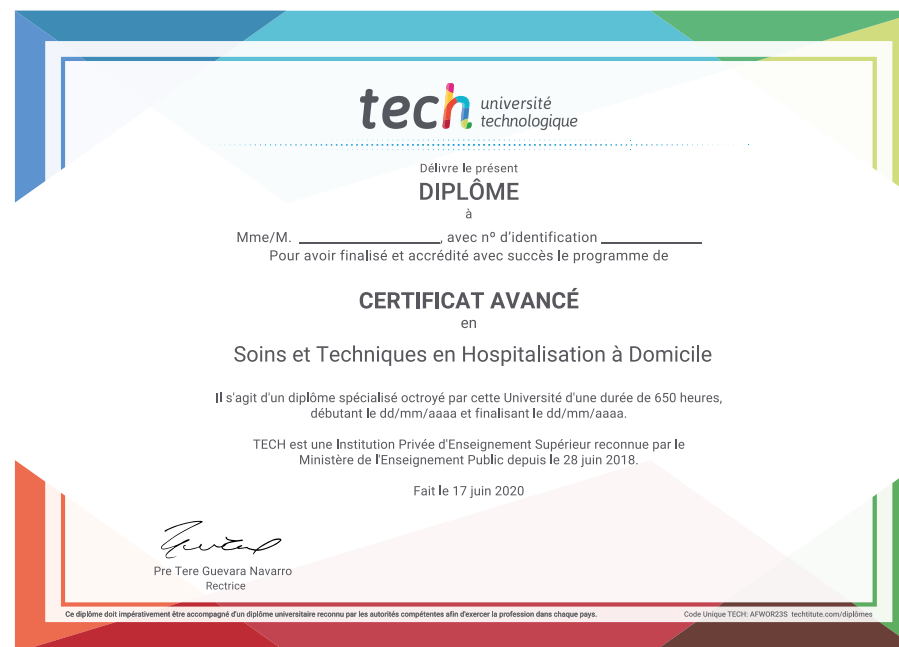 tech université
technologique
Délivre le présent
DIPLÔME
à
Mme/M. ____________________, avec nº d'identification ______________
Pour avoir finalisé et accrédité avec succès le programme de
CERTIFICAT AVANCÉ
en
Soins et Techniques en Hospitalisation à Domicile
Il s'agit d'un diplôme spécialisé octroyé par cette Université d'une durée de 650 heures,
débutant le dd/mm/aaaa et finalisant le dd/mm/aaaa.
TECH est une Institution Privée d'Enseignement Supérieur reconnue par le
Ministère de l'Enseignement Public depuis le 28 juin 2018.
Fait le 17 juin 2020
Pre Tere Guevara Navarro
Rectrice
Ce diplôme doit impérativement être accompagné d'un diplôme universitaire reconnu par les autorités compétentes afin d'exercer la profession dans chaque pays.
Code Unique TECH: AFWOR23S techtitute.com/diplômes